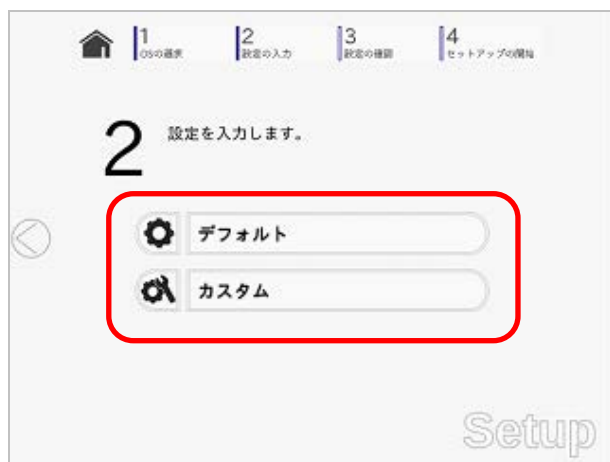 1
OSの選択
2
設定の入力
3
設定の確認
4
セットアップの開始
2
設定を入力します。
デフォルト
カスタム
Setup